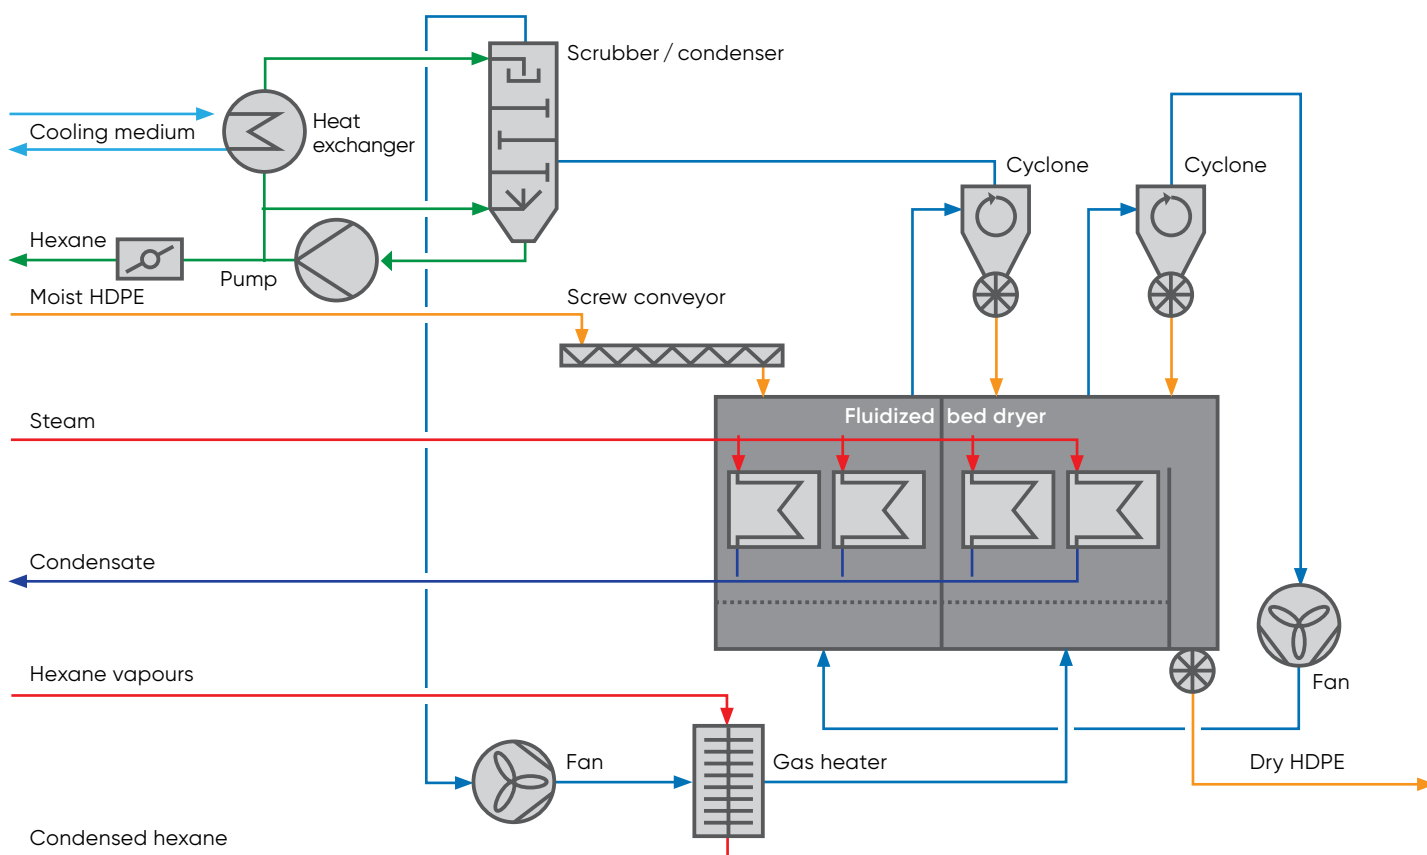 Scrubber / condenser
Cooling medium
Heat
exchanger
Cyclone
Cyclone
Hexane
Pump
Moist HDPE
Screw conveyor
Steam
Fluidized bed dryer
Condensate
Hexane vapours
Fan
Fan
Gas heater
Dry HDPE
Condensed hexane